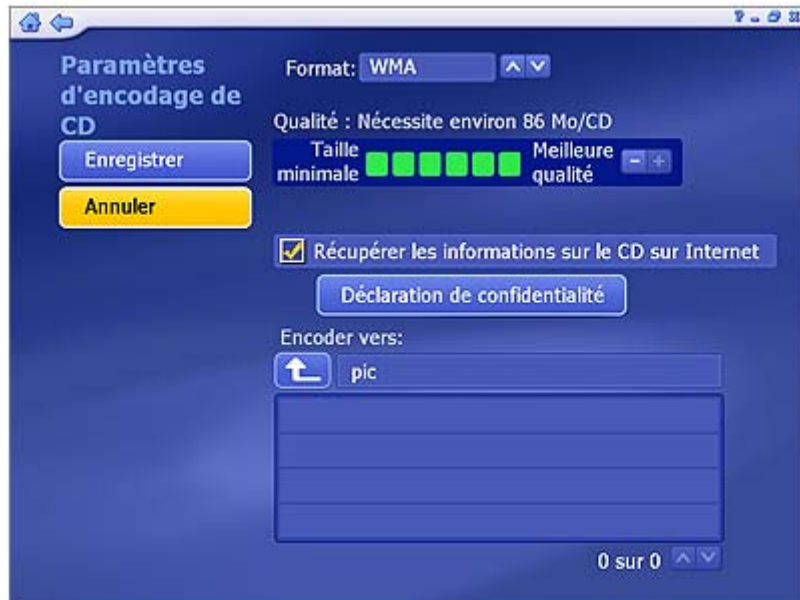 Paramètres
d'encodage de
CD
Enregistrer
Annuler
Format: WMA
Qualité : Nécessite environ 86 Mo/CD
Taille
minimale
Meilleure
qualité
Récupérer les informations sur le CD sur Internet
Déclaration de confidentialité
Encoder vers:
pic
0 sur 0